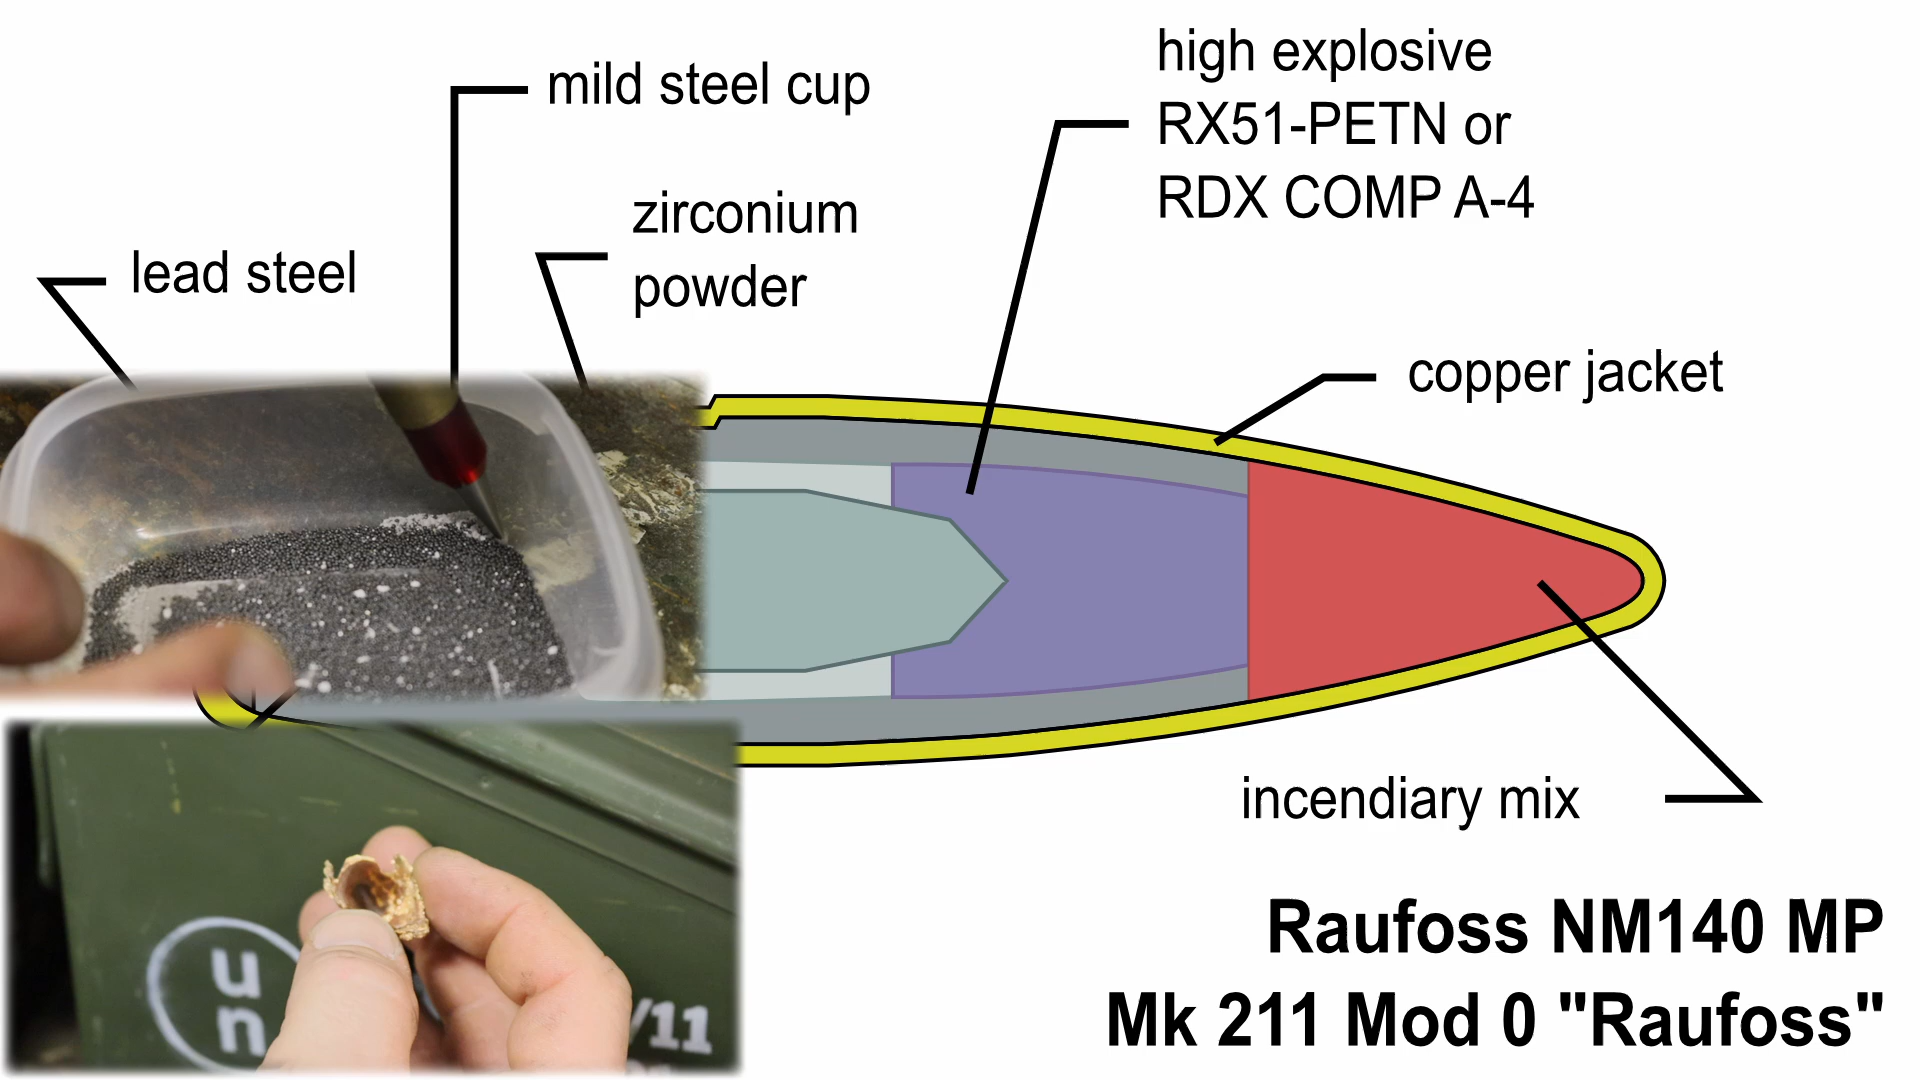 high explosive
RX51-PETN or
RDX COMP A-4
mild steel cup
zirconium
powder
lead steel
copper jacket
incendiary mix
Raufoss NM140 MP
Mk 211 Mod 0 "Raufoss"
u
n
/11